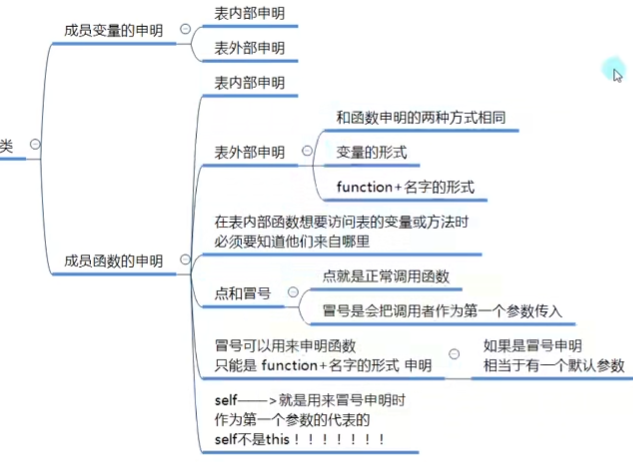 类
成员变量的申明
表内部申明
表外部申明
成员函数的申明
表内部申明
表外部申明
和函数申明的两种方式相同
变量的形式
function+名字的形式
在表内部函数想要访问表的变量或方法时
必须要知道他们来自哪里
点和冒号
点就是正常调用函数
冒号是会把调用者作为第一个参数传入
冒号可以用来申明函数
只能是 function+名字的形式 申明
如果是冒号申明
相当于有一个默认参数
self——>就是用来冒号申明时
作为第一个参数的代表的
self不是this！！！！！！！